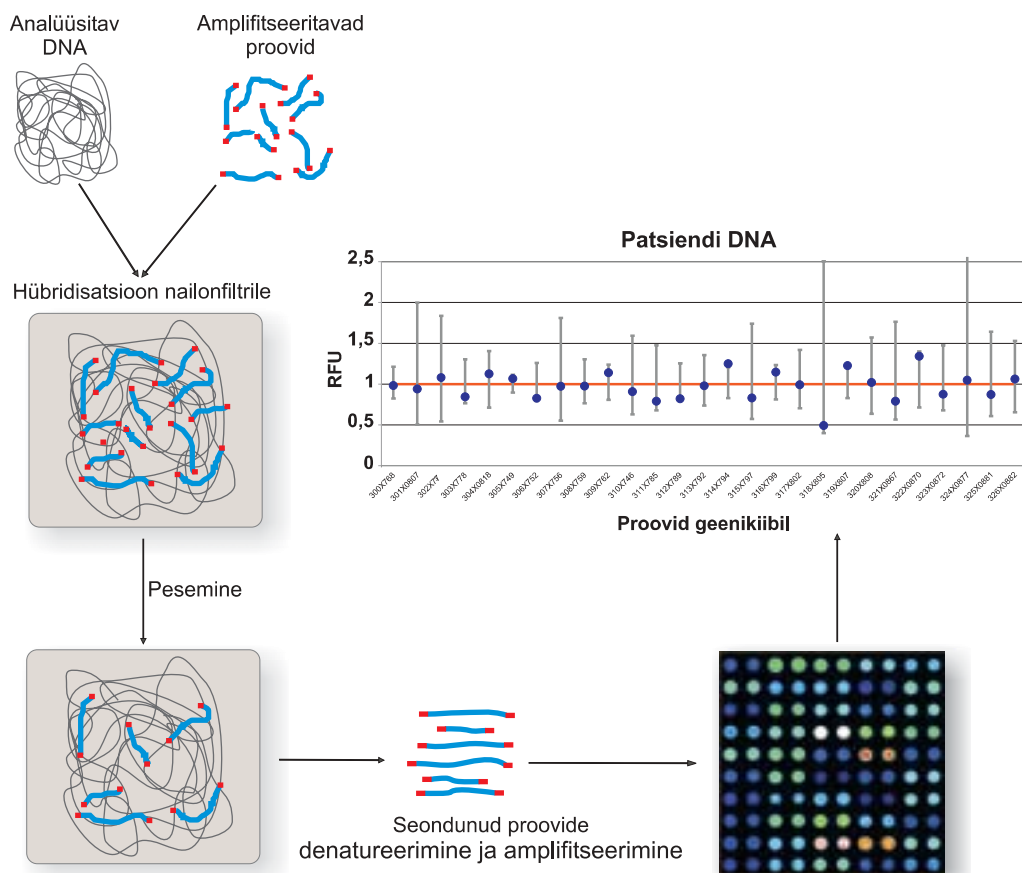 Analüüsitav
DNA
Amplifitseeritavad
proovid
Hübridisatsioon nailonfiltrile
Pesemine
Seondunud proovide
denatureerimine ja amplifitseerimine
Patsiendi DNA
RFU
2,5
2
1,5
1
0,5
0
300X768
301X0807
302X77
303X778
304X0818
305X749
306X752
307X756
308X759
309X762
310X746
311X785
312X789
313X792
314X794
315X797
316X799
317X802
318X805
319X807
320X808
321X0867
322X0870
323X0872
324X0877
325X0881
326X0882
Proovid geenikiibil